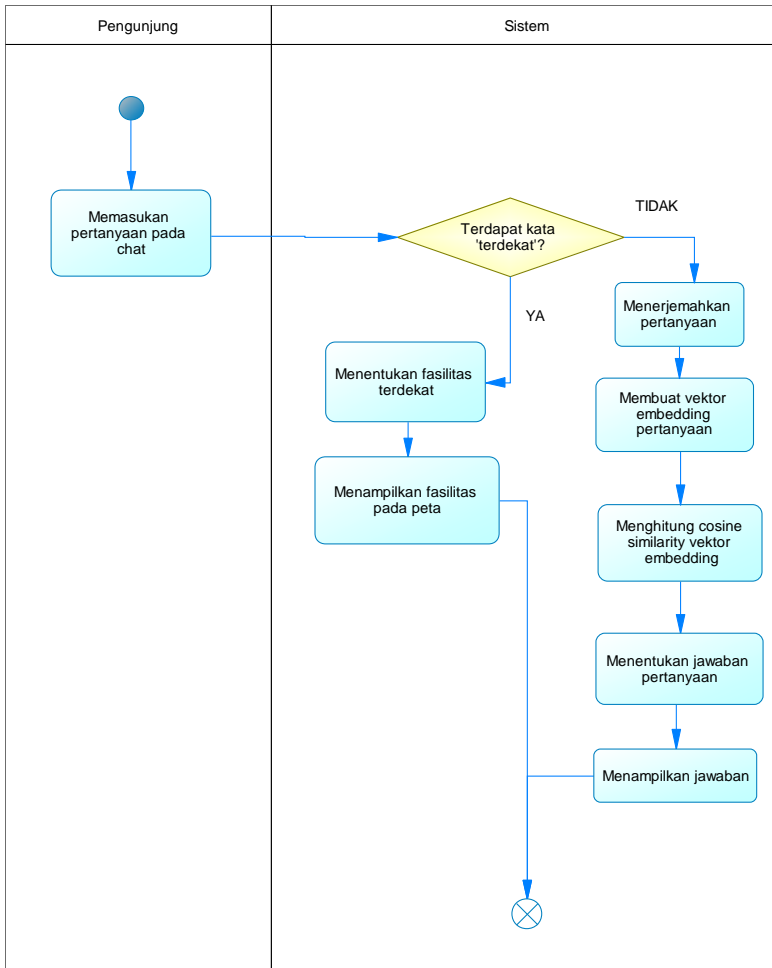 Pengunjung
Sistem
Memasukan
pertanyaan pada
chat
Terdapat kata
'terdekat'?
TIDAK
YA
Menerjemahkan
pertanyaan
Menentukan fasilitas
terdekat
Membuat vektor
embedding
pertanyaan
Menampilkan fasilitas
pada peta
Menghitung cosine
similarity vektor
embedding
Menentukan jawaban
pertanyaan
Menampilkan jawaban